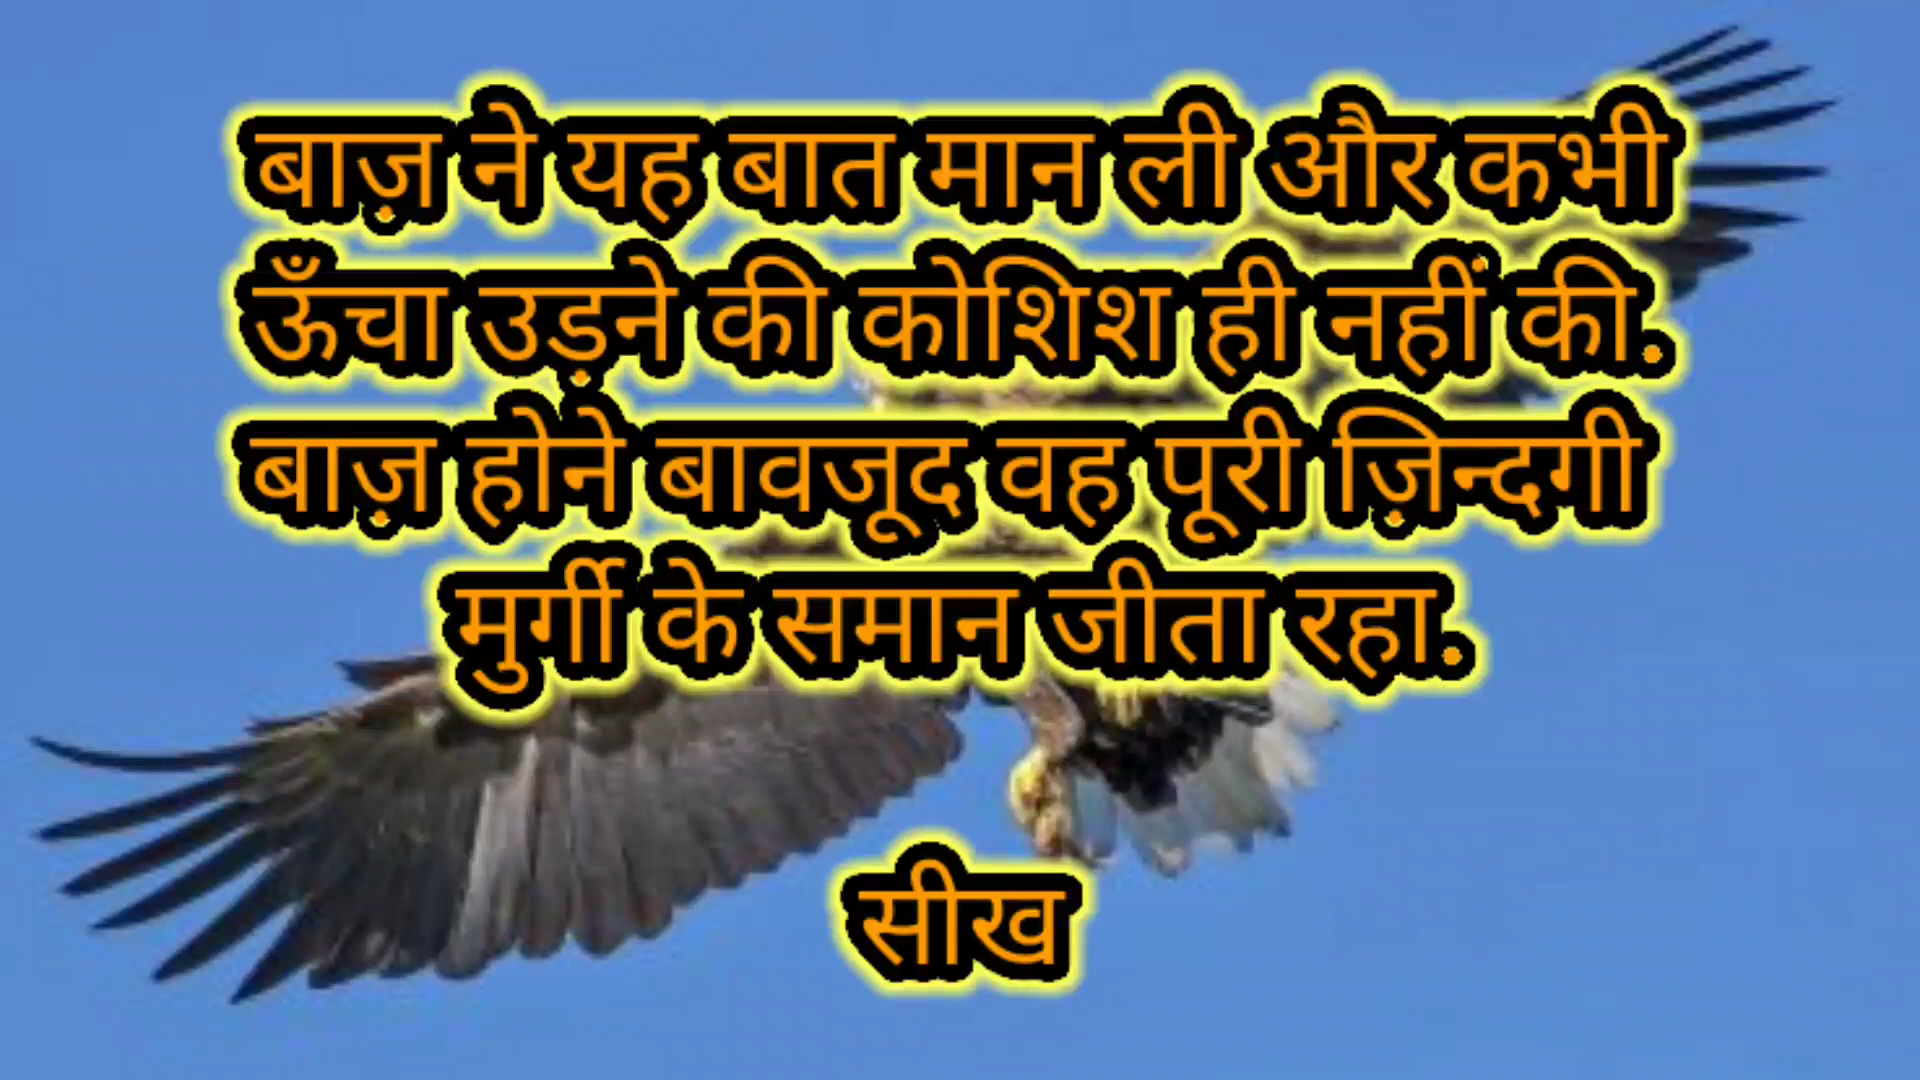 बाज़ ने यह बात मान ली और कभी
ऊँचा उड़ने की कोशिश ही नहीं की.
बाज़ होने बावजूद वह पूरी ज़िन्दगी
मुर्गी के समान जीता रहा.
सीख